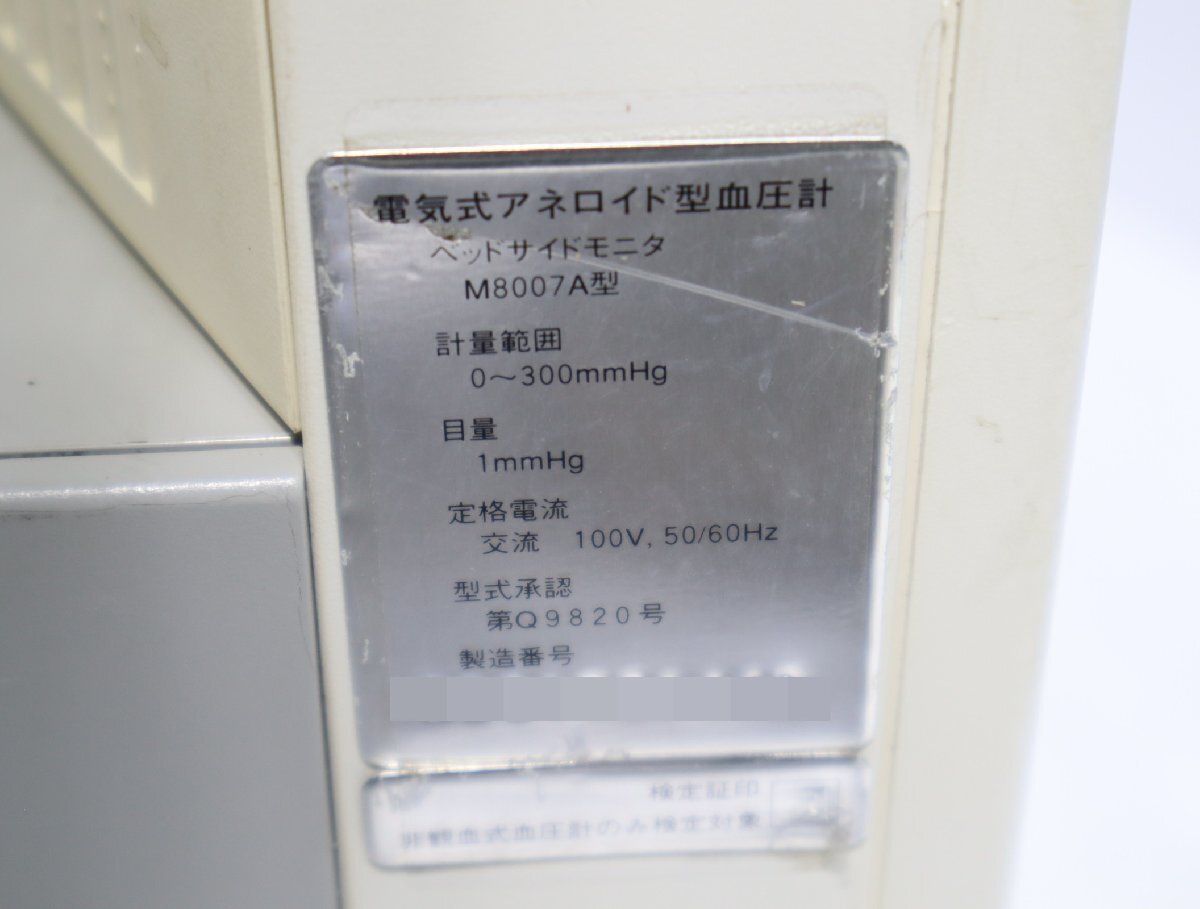 電気式アネロイド型血圧計
ベッドサイドモニタ
M8007A型
計量範囲
0～300mmHg
目量
1mmHg
定格電流
交流　100V, 50/60Hz
型式承認
第Q9820号
製造番号
検定証印
非観血式血圧計のみ検定対象